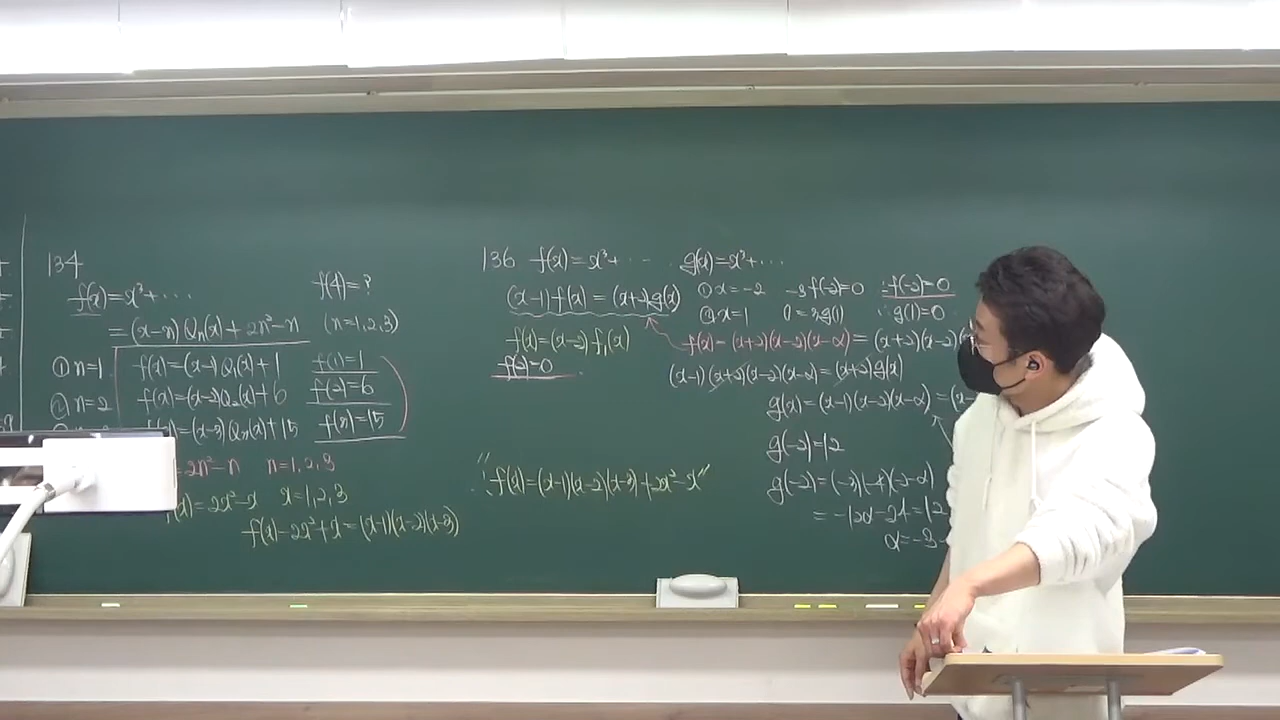 134
f(x)=x³+⋯ f(4)=?
=(x-n)Qₙ(x)+2n²-n (n=1,2,3)
① n=1 f(x)=(x-1)Q₁(x)+1 f(1)=1
② n=2 f(x)=(x-2)Q₂(x)+6 f(2)=6
f(x)=(x-3)Q₃(x)+15 f(3)=15
=2n²-n n=1,2,3
f(x)=2x²-x x=1,2,3
f(x)-2x²+x=(x-1)(x-2)(x-3)
136 f(x)=x³+⋯ g(x)=x³+⋯
(x-1)f(x)=(x+2)g(x)
f(x)=(x-2)f₁(x)
f(2)=0
① x=-2 -3f(-2)=0 ∴f(-2)=0
② x=1 0=3g(1) ∴g(1)=0
f(x)=(x+2)(x-2)(x-α)=(x+2)(x-2)
(x-1)(x+2)(x-2)(x-α)=(x+2)g(x)
g(x)=(x-1)(x-2)(x-α)=(x-
g(-2)=12
g(-2)=(-3)(-4)(-2-α)
=-12α-24=12
α=-3
"∴f(x)=(x-1)(x-2)(x-3)+2x²-x"